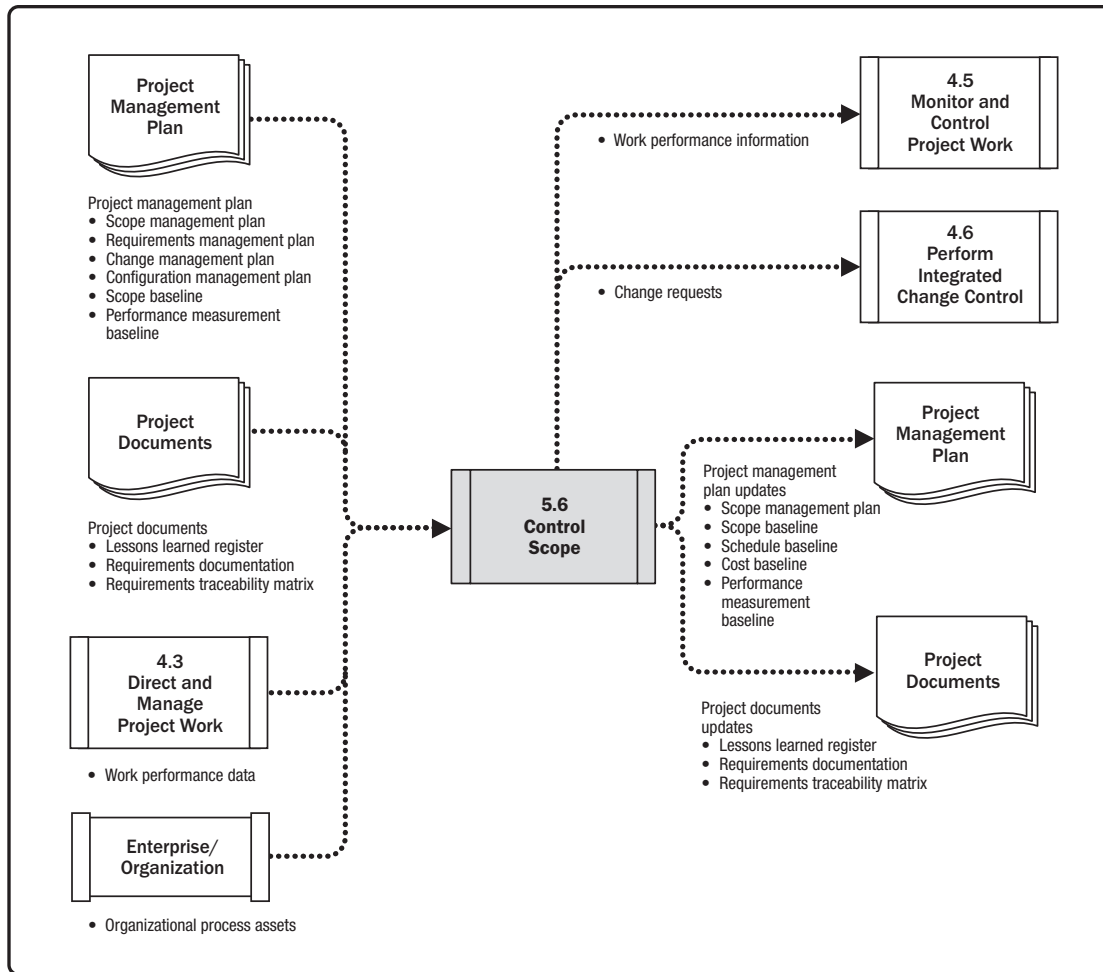 Project
Management
Plan
Project management plan
• Scope management plan
• Requirements management plan
• Change management plan
• Configuration management plan
• Scope baseline
• Performance measurement
baseline
Project
Documents
Project documents
• Lessons learned register
• Requirements documentation
• Requirements traceability matrix
4.3
Direct and
Manage
Project Work
• Work performance data
Enterprise/
Organization
• Organizational process assets
5.6
Control
Scope
• Work performance information
4.5
Monitor and
Control
Project Work
• Change requests
4.6
Perform
Integrated
Change Control
Project
Management
Plan
Project management
plan updates
• Scope management plan
• Scope baseline
• Schedule baseline
• Cost baseline
• Performance
measurement
baseline
Project
Documents
Project documents
updates
• Lessons learned register
• Requirements documentation
• Requirements traceability matrix